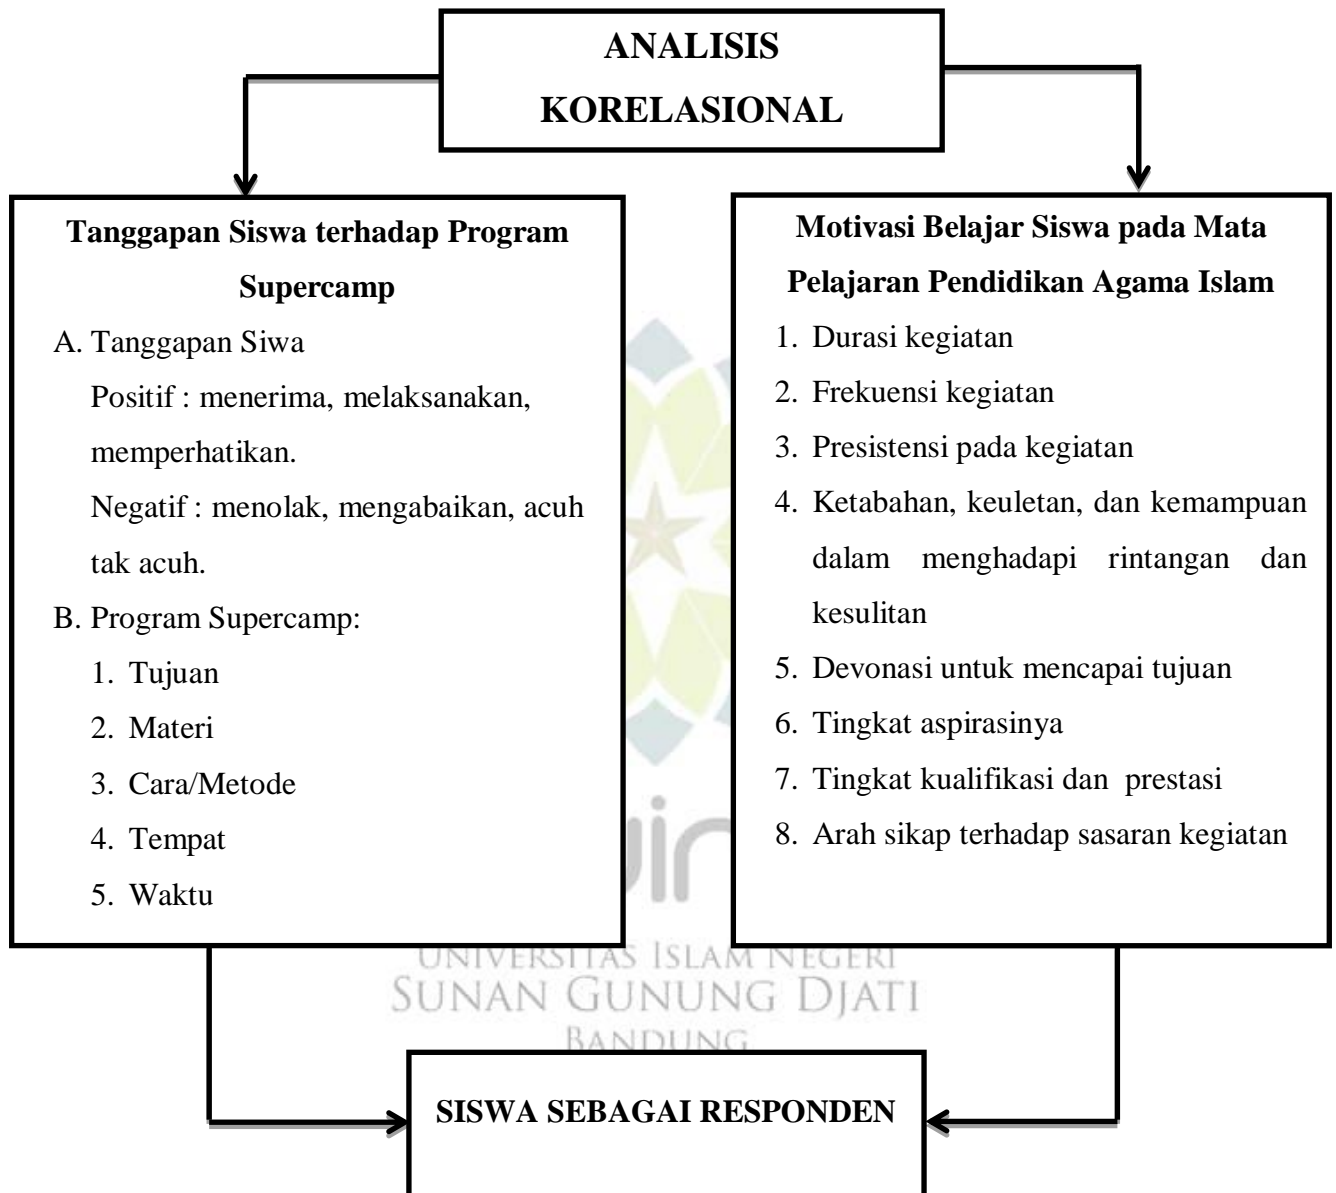 ANALISIS
KORELASIONAL
Tanggapan Siswa terhadap Program
Supercamp
A. Tanggapan Siwa
Positif : menerima, melaksanakan,
memperhatikan.
Negatif : menolak, mengabaikan, acuh
tak acuh.
B. Program Supercamp:
1. Tujuan
2. Materi
3. Cara/Metode
4. Tempat
5. Waktu
Motivasi Belajar Siswa pada Mata
Pelajaran Pendidikan Agama Islam
1. Durasi kegiatan
2. Frekuensi kegiatan
3. Presistensi pada kegiatan
4. Ketabahan, keuletan, dan kemampuan
dalam menghadapi rintangan dan
kesulitan
5. Devonasi untuk mencapai tujuan
6. Tingkat aspirasinya
7. Tingkat kualifikasi dan prestasi
8. Arah sikap terhadap sasaran kegiatan
UNIVERSITAS ISLAM NEGERI
SUNAN GUNUNG DJATI
BANDUNG
SISWA SEBAGAI RESPONDEN